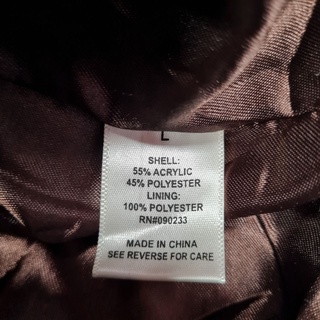 L
SHELL:
55% ACRYLIC
45% POLYESTER
LINING:
100% POLYESTER
RN#090233
MADE IN CHINA
SEE REVERSE FOR CARE